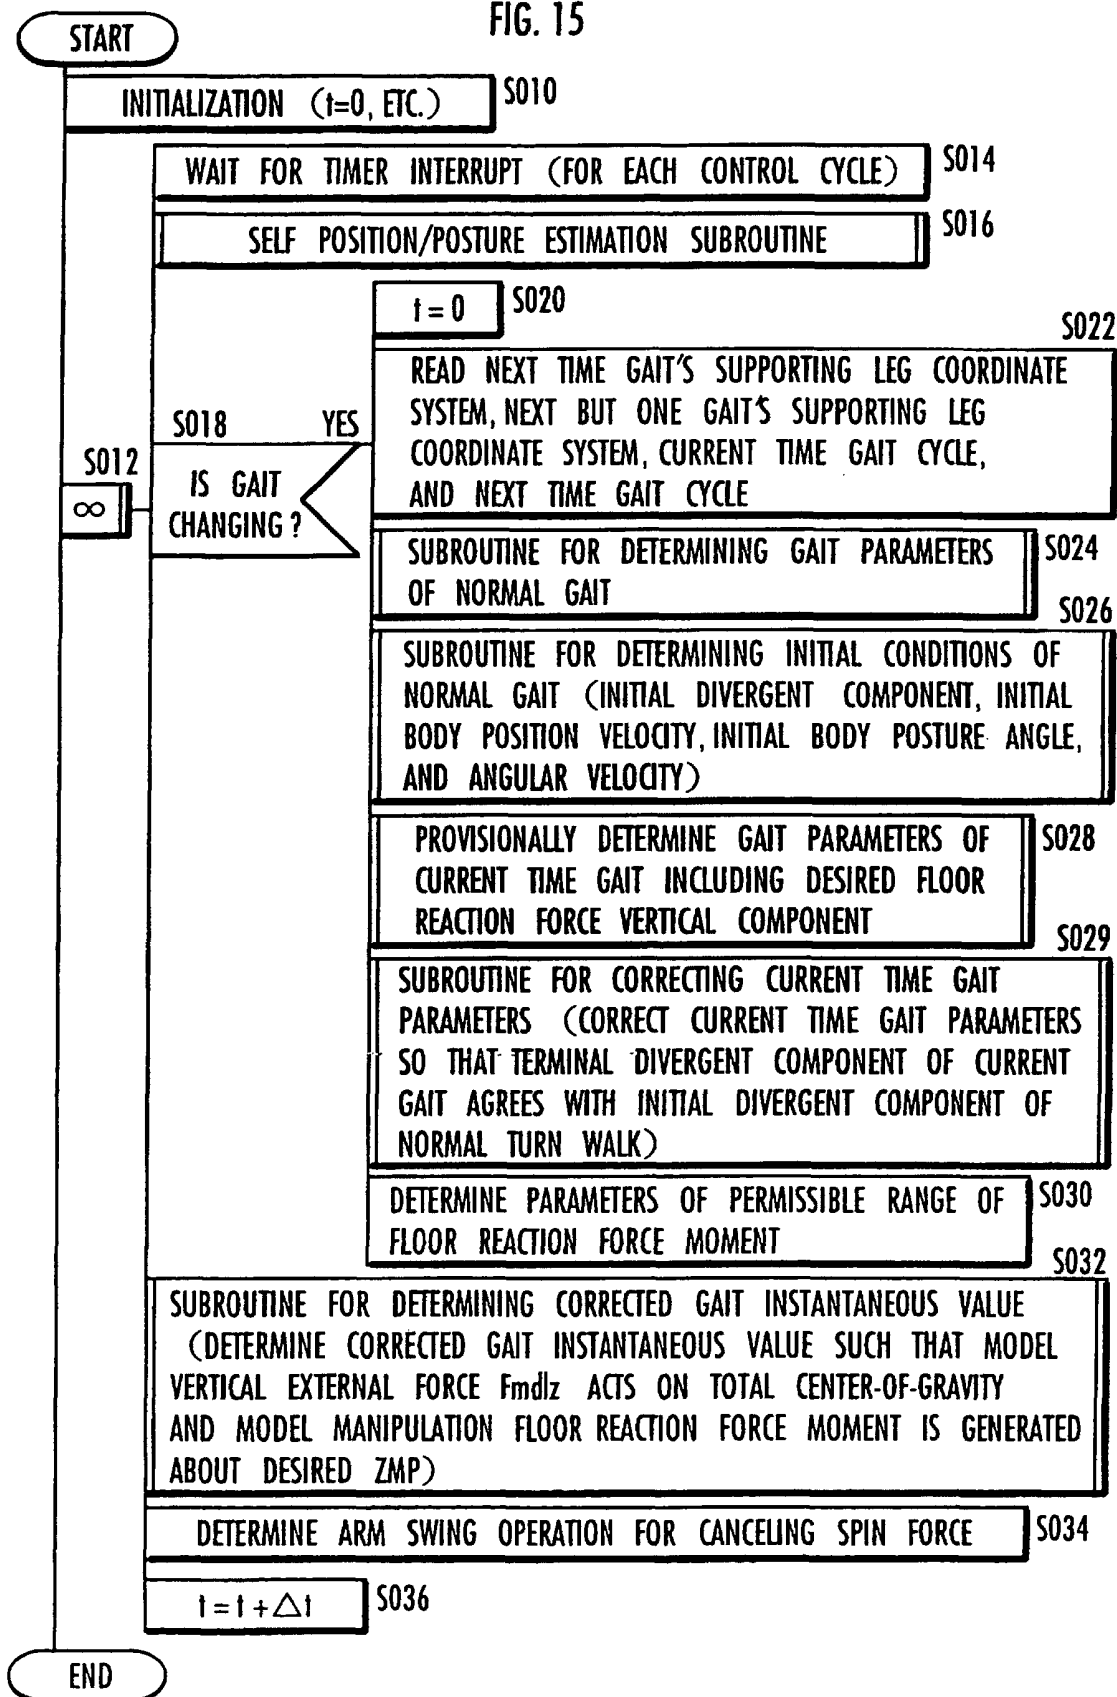 FIG. 15
START
INITIALIZATION (t=0, ETC.)
S010
WAIT FOR TIMER INTERRUPT (FOR EACH CONTROL CYCLE)
S014
SELF POSITION/POSTURE ESTIMATION SUBROUTINE
S016
S012
∞
S018
YES
IS GAIT
CHANGING?
t = 0
S020
S022
READ NEXT TIME GAIT'S SUPPORTING LEG COORDINATE
SYSTEM, NEXT BUT ONE GAIT'S SUPPORTING LEG
COORDINATE SYSTEM, CURRENT TIME GAIT CYCLE,
AND NEXT TIME GAIT CYCLE
SUBROUTINE FOR DETERMINING GAIT PARAMETERS
OF NORMAL GAIT
S024
S026
SUBROUTINE FOR DETERMINING INITIAL CONDITIONS OF
NORMAL GAIT (INITIAL DIVERGENT COMPONENT, INITIAL
BODY POSITION VELOCITY, INITIAL BODY POSTURE ANGLE,
AND ANGULAR VELOCITY)
PROVISIONALLY DETERMINE GAIT PARAMETERS OF
CURRENT TIME GAIT INCLUDING DESIRED FLOOR
REACTION FORCE VERTICAL COMPONENT
S028
S029
SUBROUTINE FOR CORRECTING CURRENT TIME GAIT
PARAMETERS (CORRECT CURRENT TIME GAIT PARAMETERS
SO THAT TERMINAL DIVERGENT COMPONENT OF CURRENT
GAIT AGREES WITH INITIAL DIVERGENT COMPONENT OF
NORMAL TURN WALK)
DETERMINE PARAMETERS OF PERMISSIBLE RANGE OF
FLOOR REACTION FORCE MOMENT
S030
S032
SUBROUTINE FOR DETERMINING CORRECTED GAIT INSTANTANEOUS VALUE
(DETERMINE CORRECTED GAIT INSTANTANEOUS VALUE SUCH THAT MODEL
VERTICAL EXTERNAL FORCE Fmdlz ACTS ON TOTAL CENTER-OF-GRAVITY
AND MODEL MANIPULATION FLOOR REACTION FORCE MOMENT IS GENERATED
ABOUT DESIRED ZMP)
DETERMINE ARM SWING OPERATION FOR CANCELING SPIN FORCE
S034
t = t + △t
S036
END